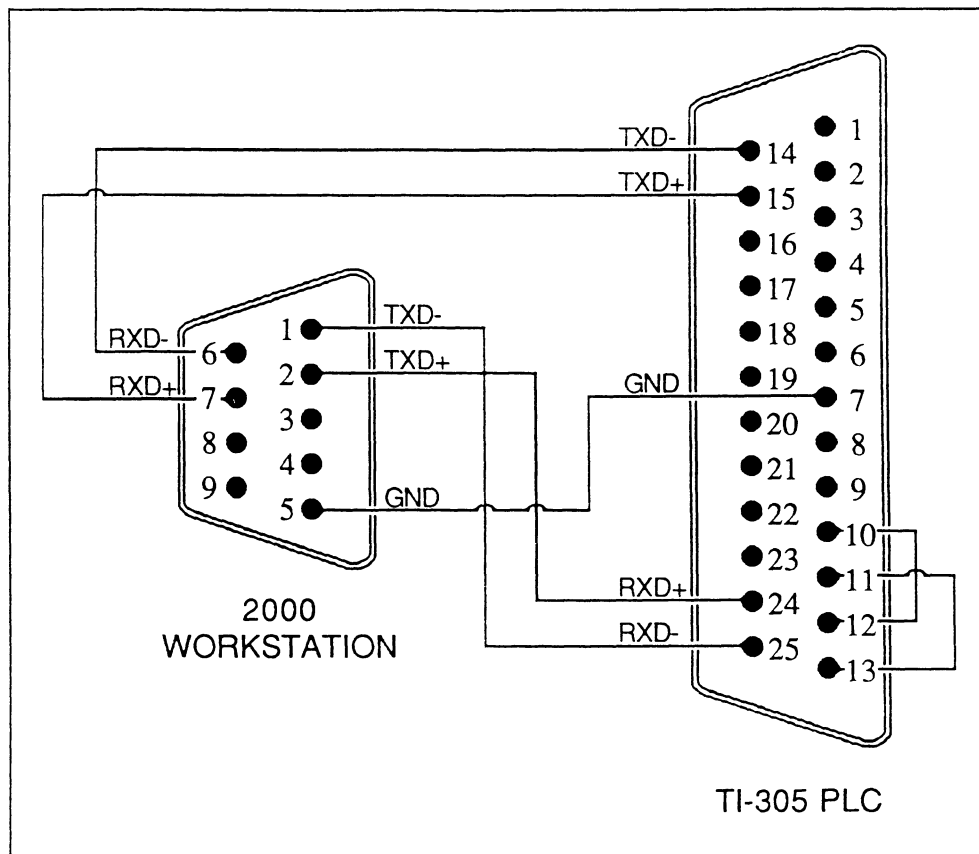 TXD-
TXD+
14
15
16
17
18
19
20
21
22
23
24
25
1
2
3
4
5
6
7
8
9
10
11
12
13
GND
RXD+
RXD-
RXD-
RXD+
6
7
8
9
1
2
3
4
5
TXD-
TXD+
GND
2000
WORKSTATION
TI-305 PLC